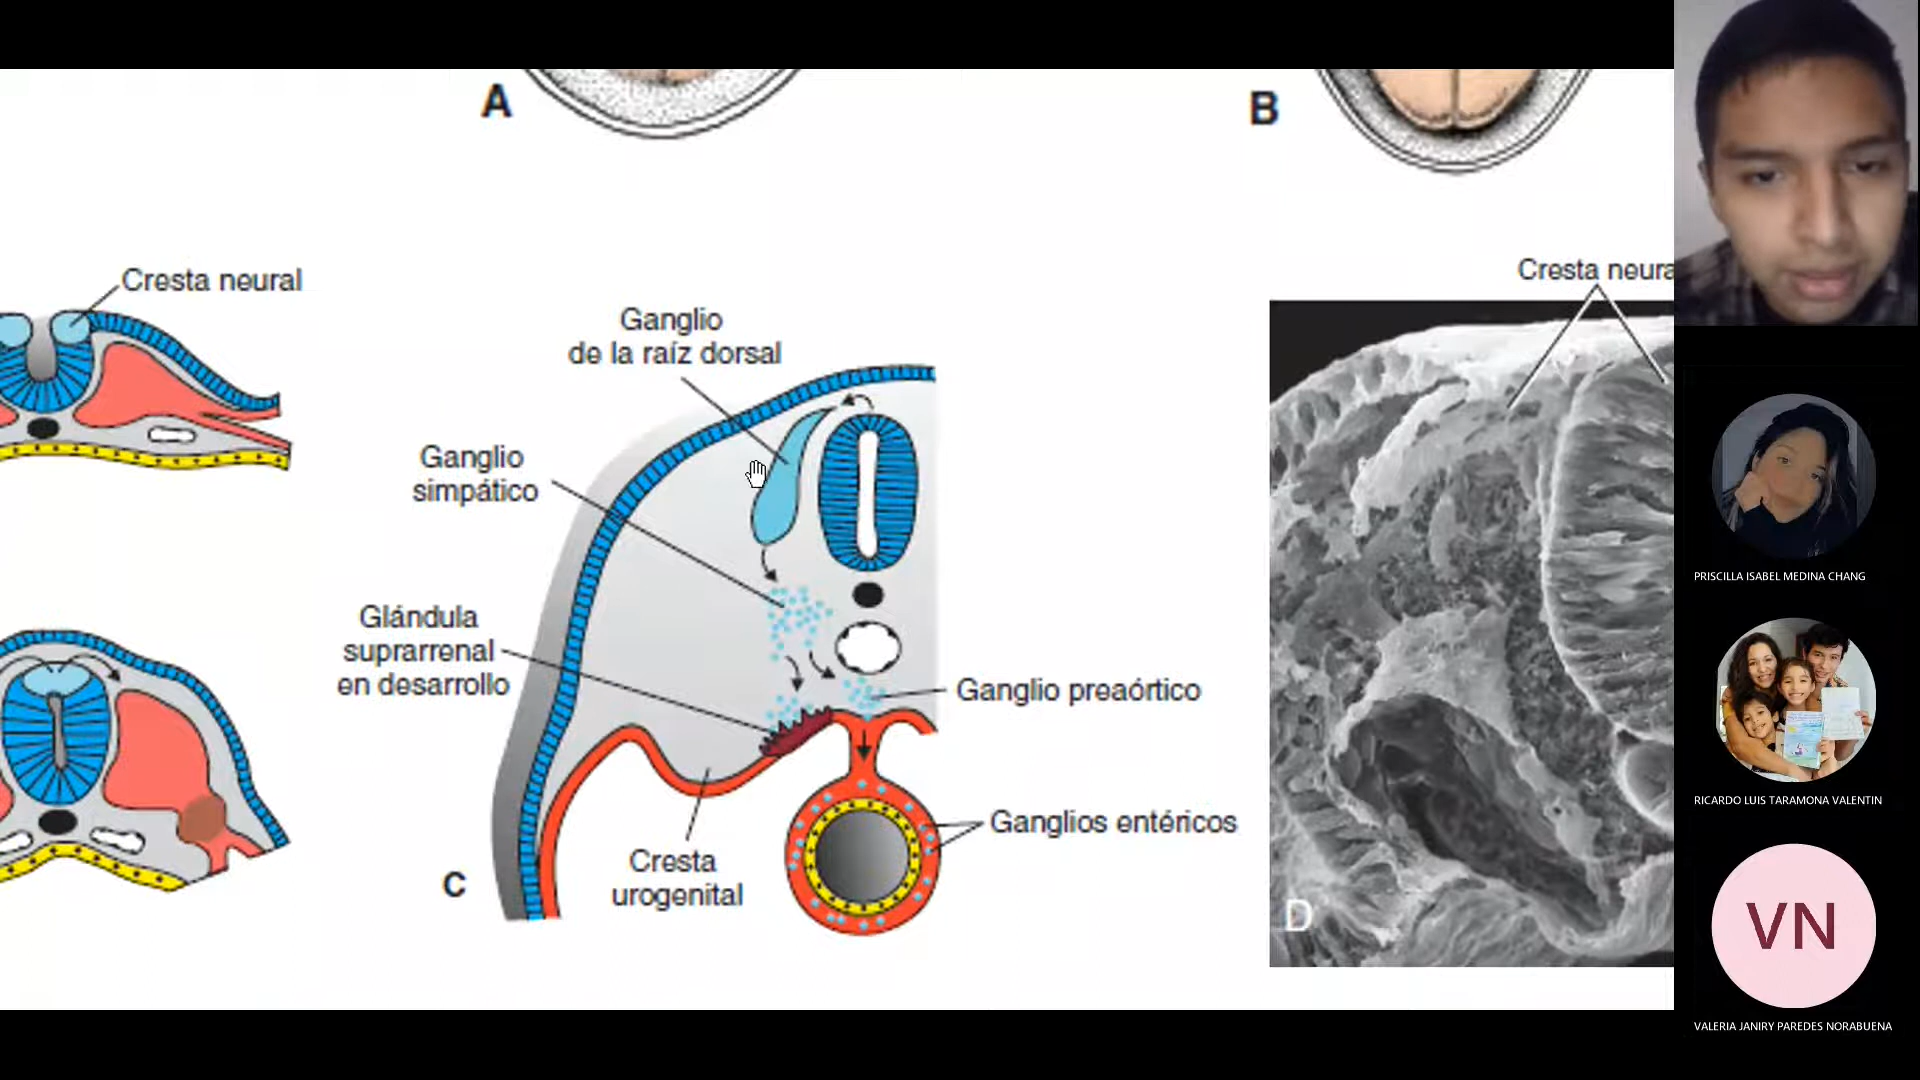 A
B
Cresta neural
Cresta neura
Ganglio
de la raíz dorsal
Ganglio
simpático
Glándula
suprarrenal
en desarrollo
Ganglio preaórtico
Ganglios entéricos
Cresta
urogenital
C
D
PRISCILLA ISABEL MEDINA CHANG
RICARDO LUIS TARAMONA VALENTIN
VN
VALERIA JANIRY PAREDES NORABUENA